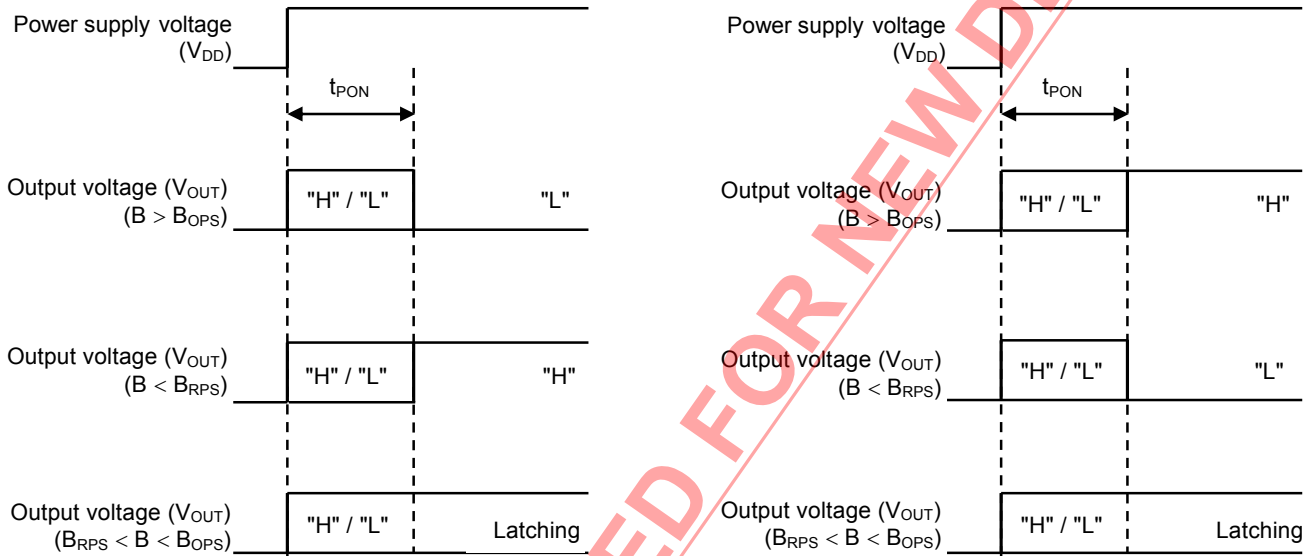 Power supply voltage
(VDD)
tPON
Output voltage (VOUT)
(B > BOPS)
"H" / "L"
"L"
Output voltage (VOUT)
(B < BRPS)
"H" / "L"
"H"
Output voltage (VOUT)
(BRPS < B < BOPS)
"H" / "L"
Latching
Power supply voltage
(VDD)
tPON
Output voltage (VOUT)
(B > BOPS)
"H" / "L"
"H"
Output voltage (VOUT)
(B < BRPS)
"H" / "L"
"L"
Output voltage (VOUT)
(BRPS < B < BOPS)
"H" / "L"
Latching
ED FOR NEW D